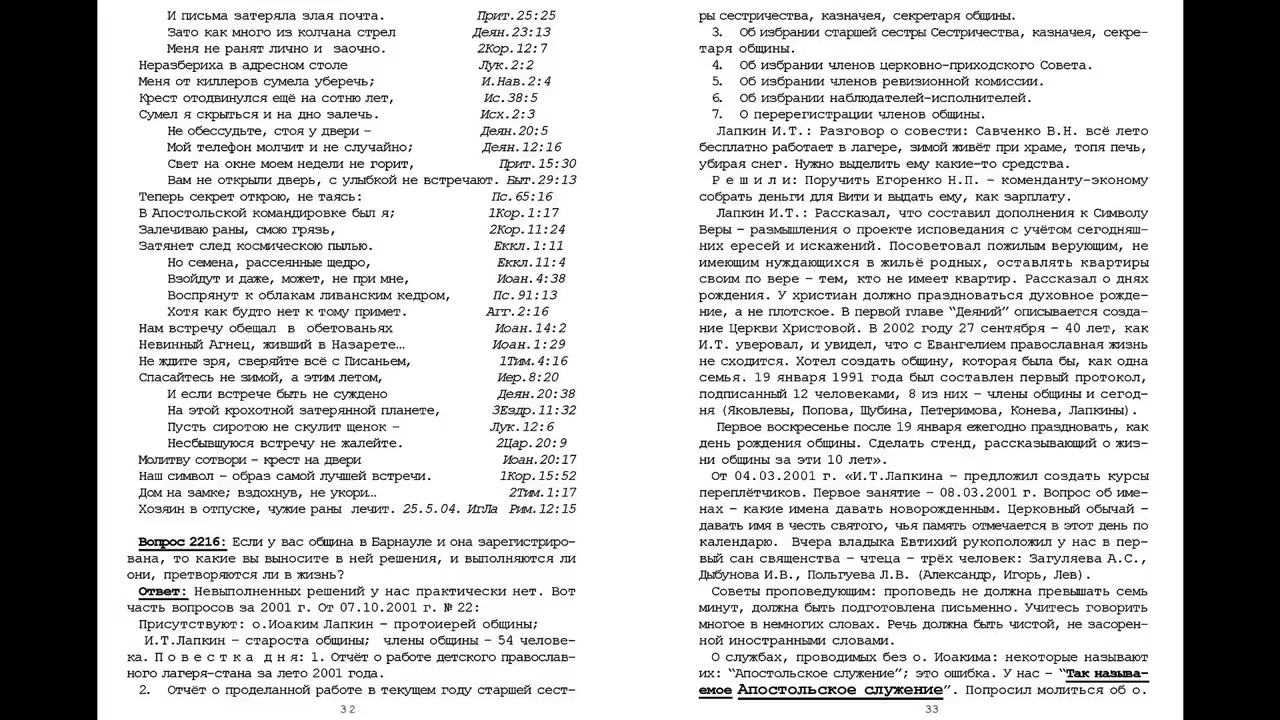 И письма затеряла злая почта. Прит.25:25
Зато как много из колчана стрел Деян.23:13
Меня не ранят лично и заочно. 2Кор.12:7
Неразбериха в адресном столе Лук.2:2
Меня от киллеров сумела уберечь; И.Нав.2:4
Крест отодвинулся ещё на сотню лет, Ис.38:5
Сумел я скрыться и на дно залечь. Исх.2:3
Не обессудьте, стоя у двери – Деян.20:5
Мой телефон молчит и не случайно; Деян.12:16
Свет на окне моем недели не горит, Прит.15:30
Вам не открыли дверь, с улыбкой не встречают. Быт.29:13
Теперь секрет открою, не таясь: Пс.65:16
В Апостольской командировке был я; 1Кор.1:17
Залечиваю раны, смою грязь, 2Кор.11:24
Затянет след космическою пылью. Еккл.1:11
Но семена, рассеянные щедро, Еккл.11:4
Взойдут и даже, может, не при мне, Иоан.4:38
Воспрянут к облакам ливанским кедром, Пс.91:13
Хотя как будто нет к тому примет. Агг.2:16
Нам встречу обещал в обетованьях Иоан.14:2
Невинный Агнец, живший в Назарете… Иоан.1:29
Не ждите зря, сверяйте всё с Писаньем, 1Тим.4:16
Спасайтесь не зимой, а этим летом, Иер.8:20
И если встрече быть не суждено Деян.20:38
На этой крохотной затерянной планете, 3Ездр.11:32
Пусть сиротою не скулит щенок – Лук.12:6
Несбывшуюся встречу не жалейте. 2Цар.20:9
Молитву сотвори – крест на двери Иоан.20:17
Наш символ – образ самой лучшей встречи. 1Кор.15:52
Дом на замке; вздохнув, не укори… 2Тим.1:17
Хозяин в отпуске, чужие раны лечит. 25.5.04. ИпЛа Рим.12:15
Вопрос 2216: Если у вас община в Барнауле и она зарегистриро-
вана, то какие вы выносите в ней решения, и выполняются ли
они, претворяются ли в жизнь?
Ответ: Невыполненных решений у нас практически нет. Вот
часть вопросов за 2001 г. От 07.10.2001 г. № 22:
Присутствуют: о.Иоаким Лапкин – протоиерей общины;
И.Т.Лапкин – староста общины; члены общины – 54 челове-
ка. П о в е с т к а д н я: 1. Отчёт о работе детского православ-
ного лагеря-стана за лето 2001 года.
2. Отчёт о проделанной работе в текущем году старшей сест-
32
ры сестричества, казначея, секретаря общины.
3. Об избрании старшей сестры Сестричества, казначея, секре-
таря общины.
4. Об избрании членов церковно-приходского Совета.
5. Об избрании членов ревизионной комиссии.
6. Об избрании наблюдателей-исполнителей.
7. О перерегистрации членов общины.
Лапкин И.Т.: Разговор о совести: Савченко В.Н. всё лето
бесплатно работает в лагере, зимой живёт при храме, топя печь,
убирая снег. Нужно выделить ему какие-то средства.
Р е ш и л и: Поручить Егоренко Н.П. – коменданту-эконому
собрать деньги для Вити и выдать ему, как зарплату.
Лапкин И.Т.: Рассказал, что составил дополнения к Символу
Веры – размышления о проекте исповедания с учётом сегодняш-
них ересей и искажений. Посоветовал пожилым верующим, не
имеющим нуждающихся в жильё родных, оставлять квартиры
своим по вере – тем, кто не имеет квартир. Рассказал о днях
рождения. У христиан должно праздноваться духовное рожде-
ние, а не плотское. В первой главе “Деяний” описывается созда-
ние Церкви Христовой. В 2002 году 27 сентября – 40 лет, как
И.Т. уверовал, и увидел, что с Евангелием православная жизнь
не сходится. Хотел создать общину, которая была бы, как одна
семья. 19 января 1991 года был составлен первый протокол,
подписанный 12 человеками, 8 из них – члены общины и сегод-
ня (Яковлевы, Попова, Шубина, Петеримова, Конева, Лапкины).
Первое воскресенье после 19 января ежегодно праздновать, как
день рождения общины. Сделать стенд, рассказывающий о жиз-
ни общины за эти 10 лет».
От 04.03.2001 г. «И.Т.Лапкина – предложил создать курсы
переплётчиков. Первое занятие – 08.03.2001 г. Вопрос об име-
нах – какие имена давать новорожденным. Церковный обычай –
давать имя в честь святого, чья память отмечается в этот день по
календарю. Вчера владыка Евтихий рукоположил у нас в пер-
вый сан священства – чтеца – трёх человек: Загуляева А.С.,
Дыбунова И.В., Польгуева Л.В. (Александр, Игорь, Лев).
Советы проповедующим: проповедь не должна превышать семь
минут, должна быть подготовлена письменно. Учитесь говорить
многое в немногих словах. Речь должна быть чистой, не засорен-
ной иностранными словами.
О службах, проводимых без о. Иоакима: некоторые называют
их: “Апостольское служение”; это ошибка. У нас – “Так называ-
емое Апостольское служение”. Попросил молиться об о.
33